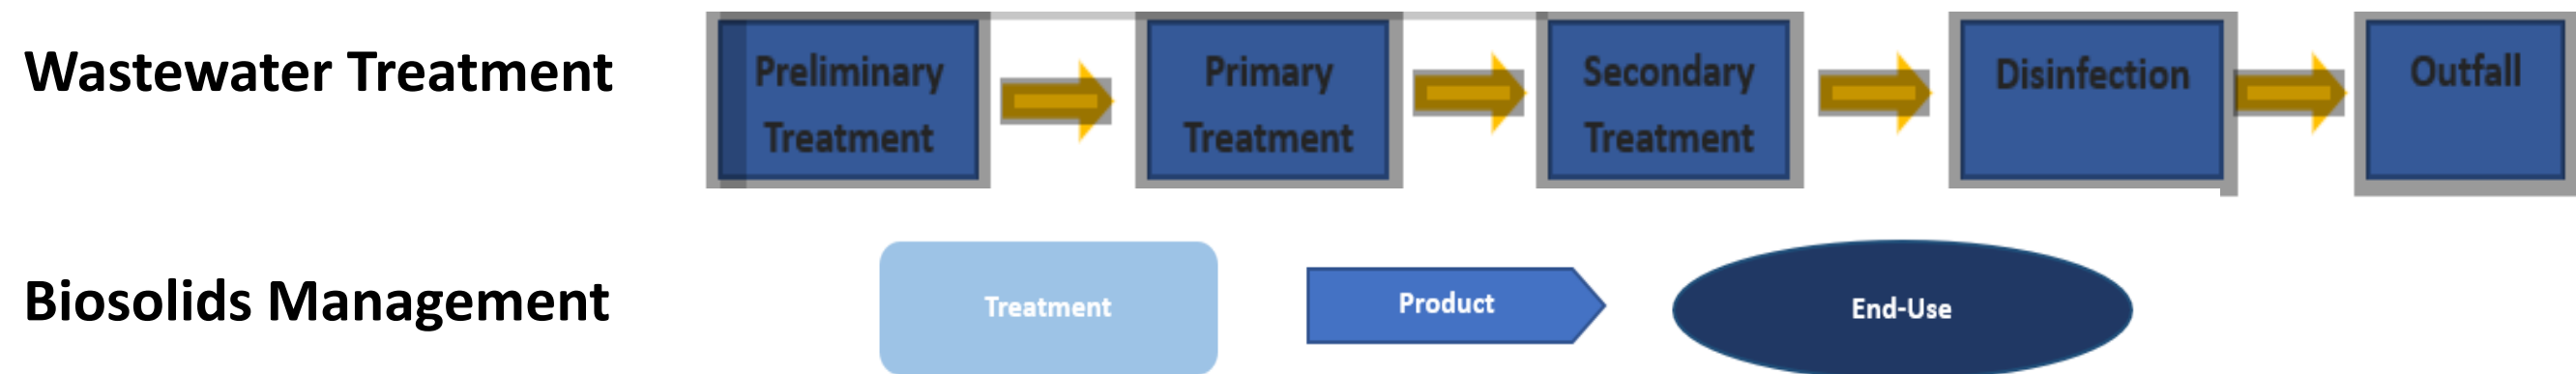 Wastewater Treatment
Preliminary
Treatment
Primary
Treatment
Secondary
Treatment
Disinfection
Outfall
Biosolids Management
Treatment
Product
End-Use